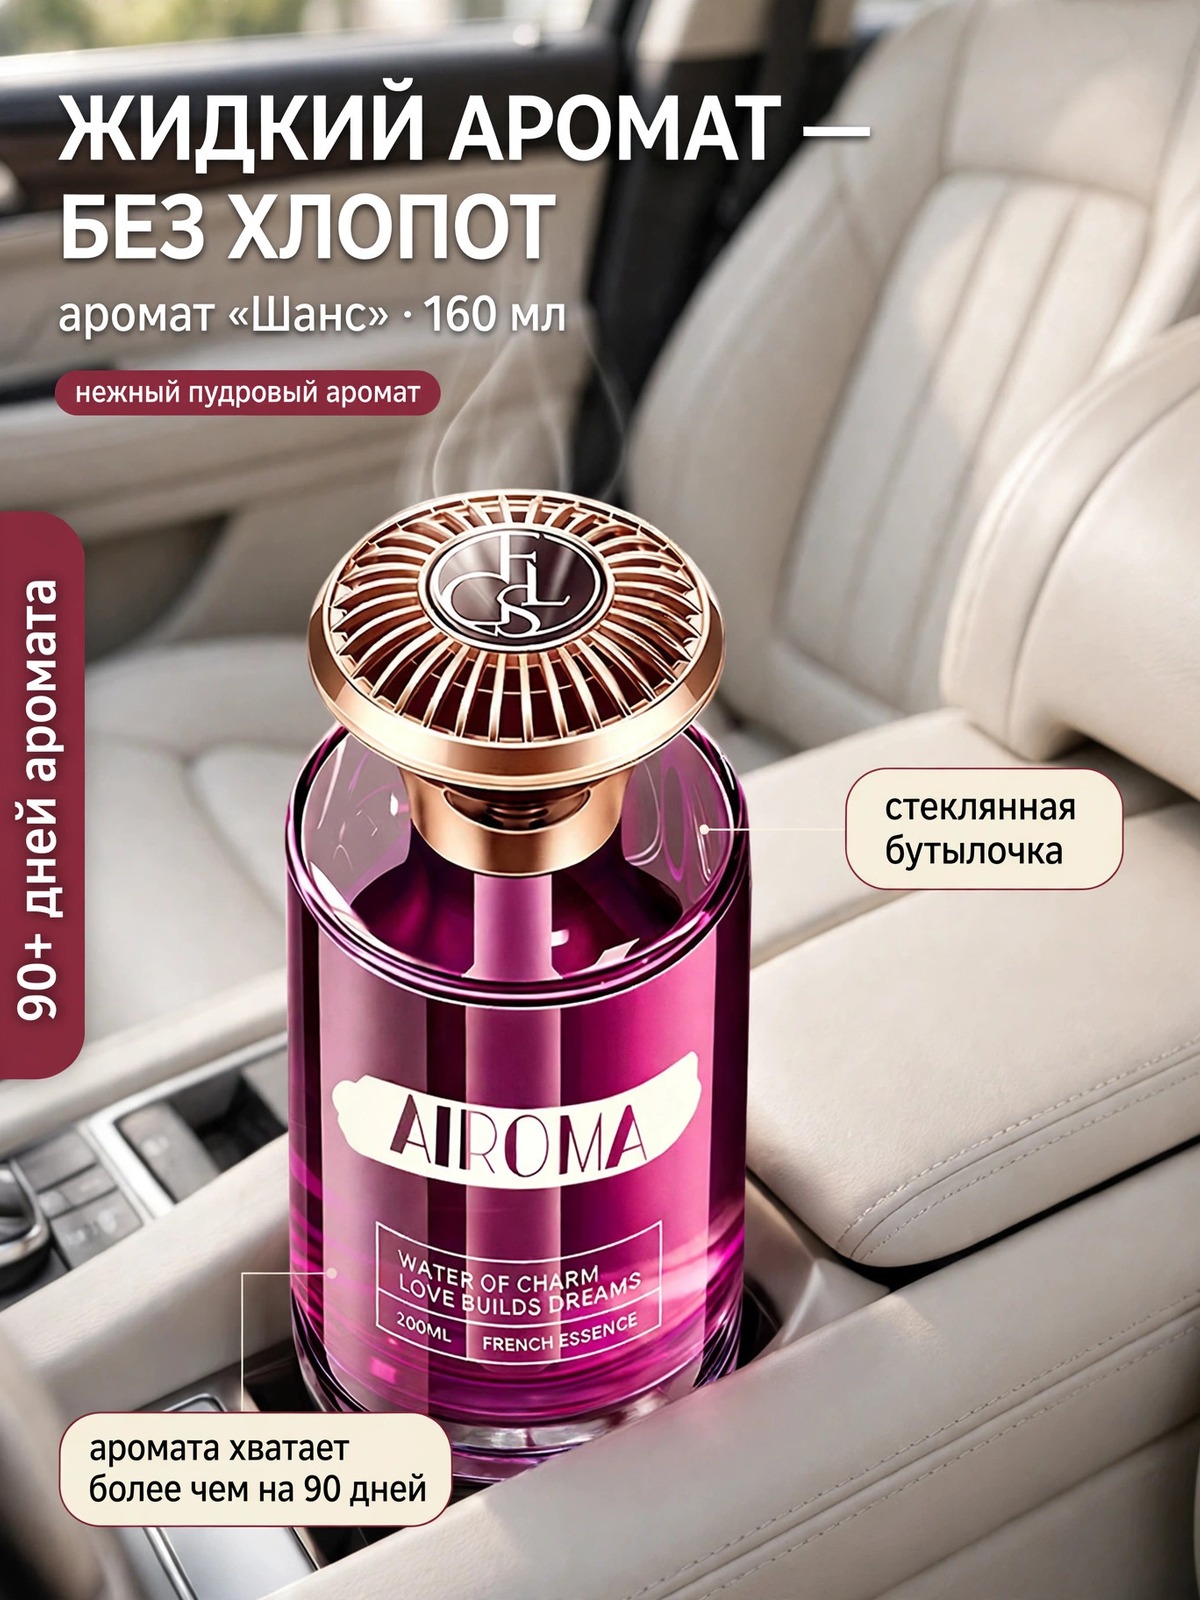 ЖИДКИЙ АРОМАТ —
БЕЗ ХЛОПОТ
аромат «Шанс» · 160 мл
нежный пудровый аромат
90+ дней аромата
стеклянная
бутылочка
AIROMA
WATER OF CHARM
LOVE BUILDS DREAMS
200ML FRENCH ESSENCE
аромата хватает
более чем на 90 дней